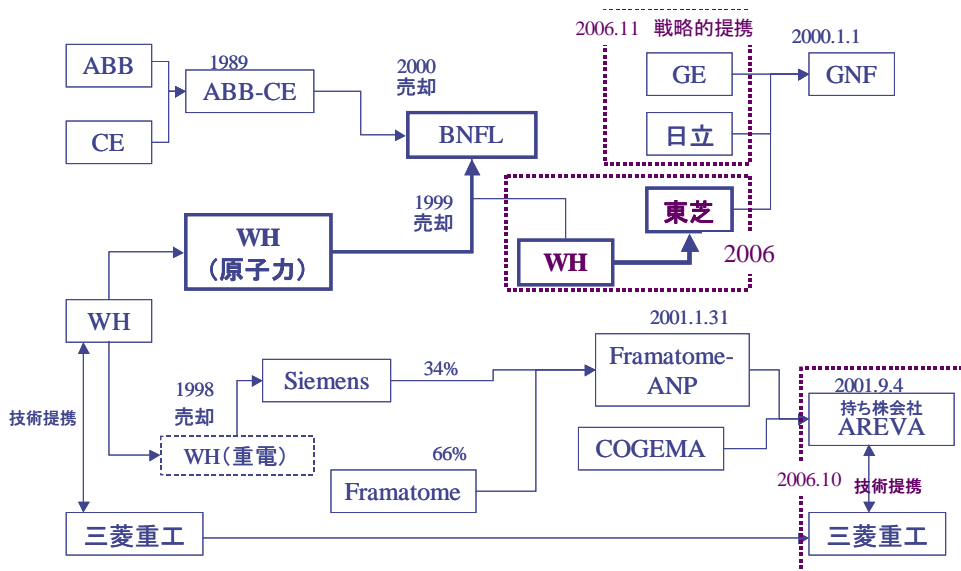 2006.11 戦略的提携
2000.1.1
ABB
1989
ABB-CE
2000
売却
GE
GNF
CE
BNFL
日立
1999
売却
東芝
WH
（原子力）
WH
2006
WH
2001.1.31
Framatome-
ANP
技術提携
1998
売却
Siemens
34%
2001.9.4
持ち株会社
AREVA
WH（重電）
66%
COGEMA
Framatome
2006.10
技術提携
三菱重工
三菱重工